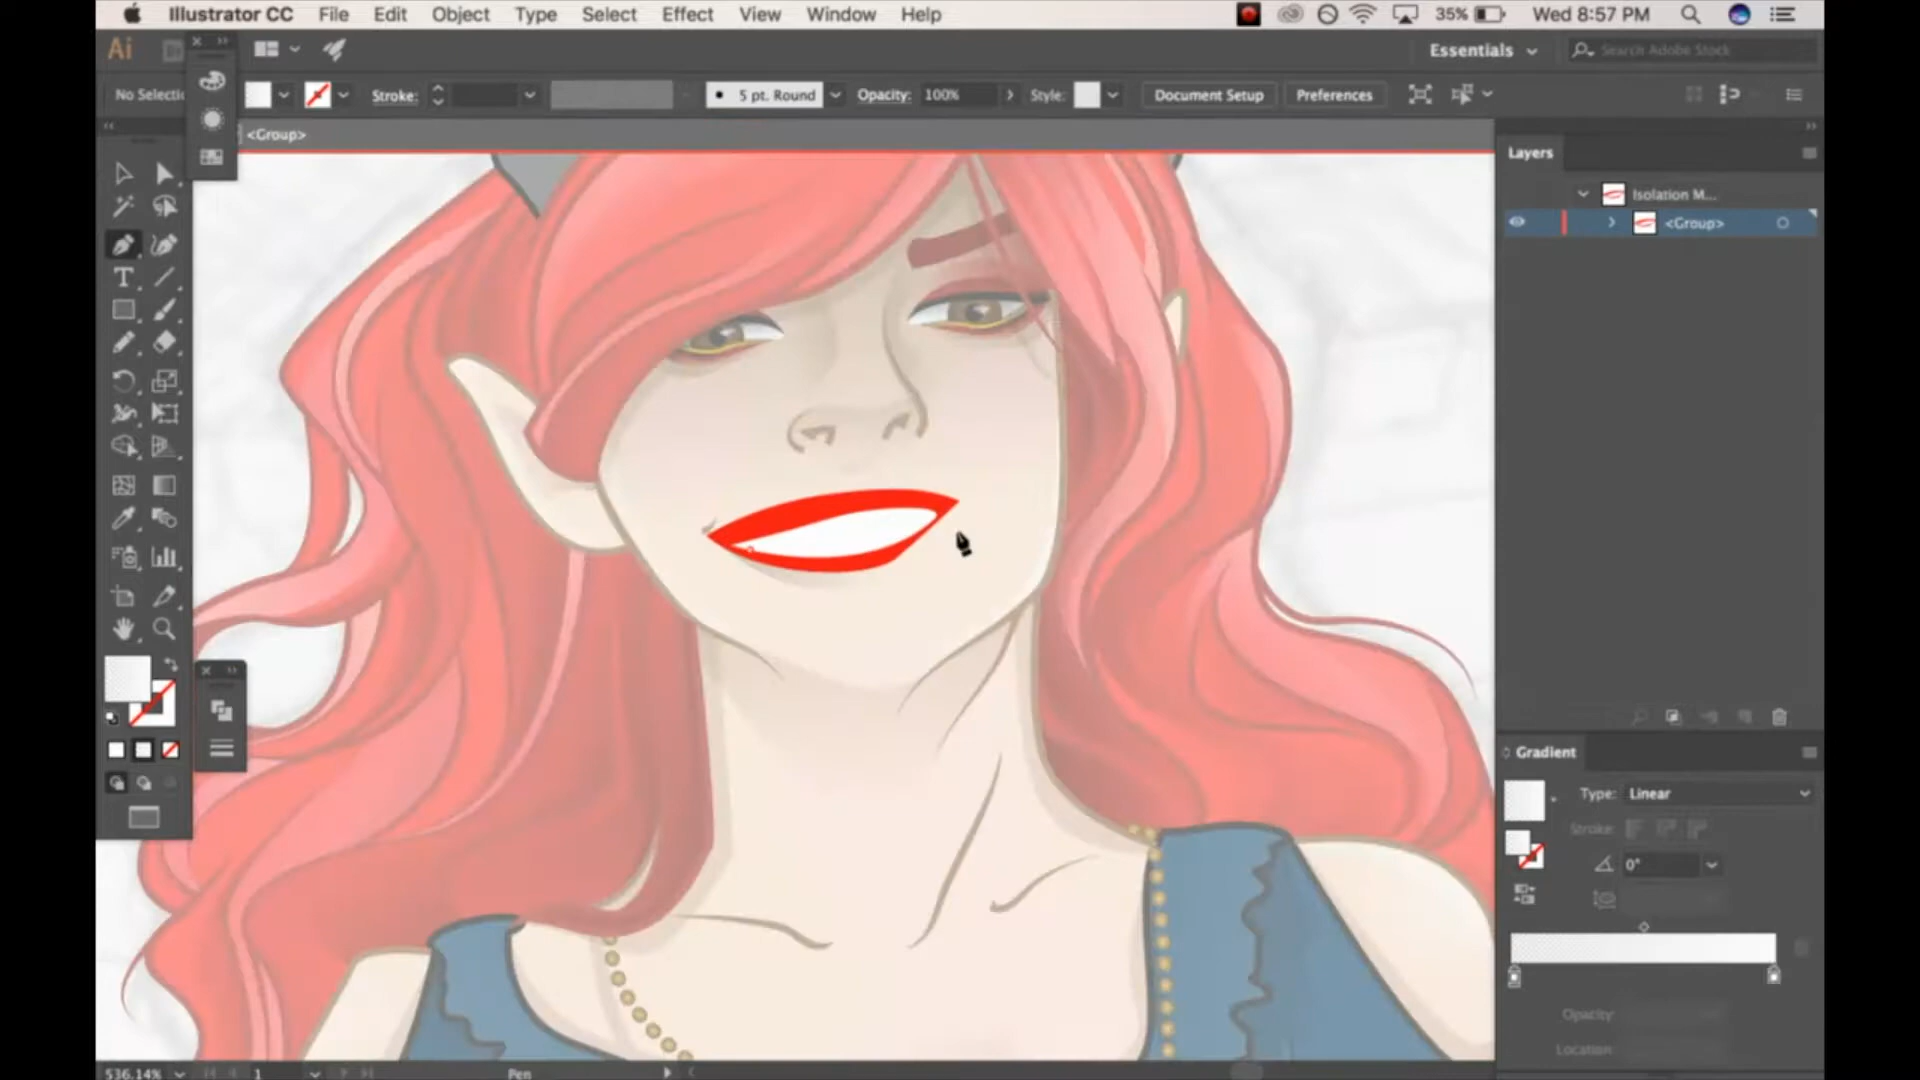 Illustrator CC File Edit Object Type Select Effect View Window Help 35% Wed 8:57 PM
Ai Essentials Search Adobe Stock
No Selectio Stroke: 5 pt. Round Opacity: 100% Style: Document Setup Preferences
<Group>
Layers
Isolation M...
<Group>
Gradient
Type: Linear
Stroke:
0°
Opacity:
Location:
536.14% 1 Pen